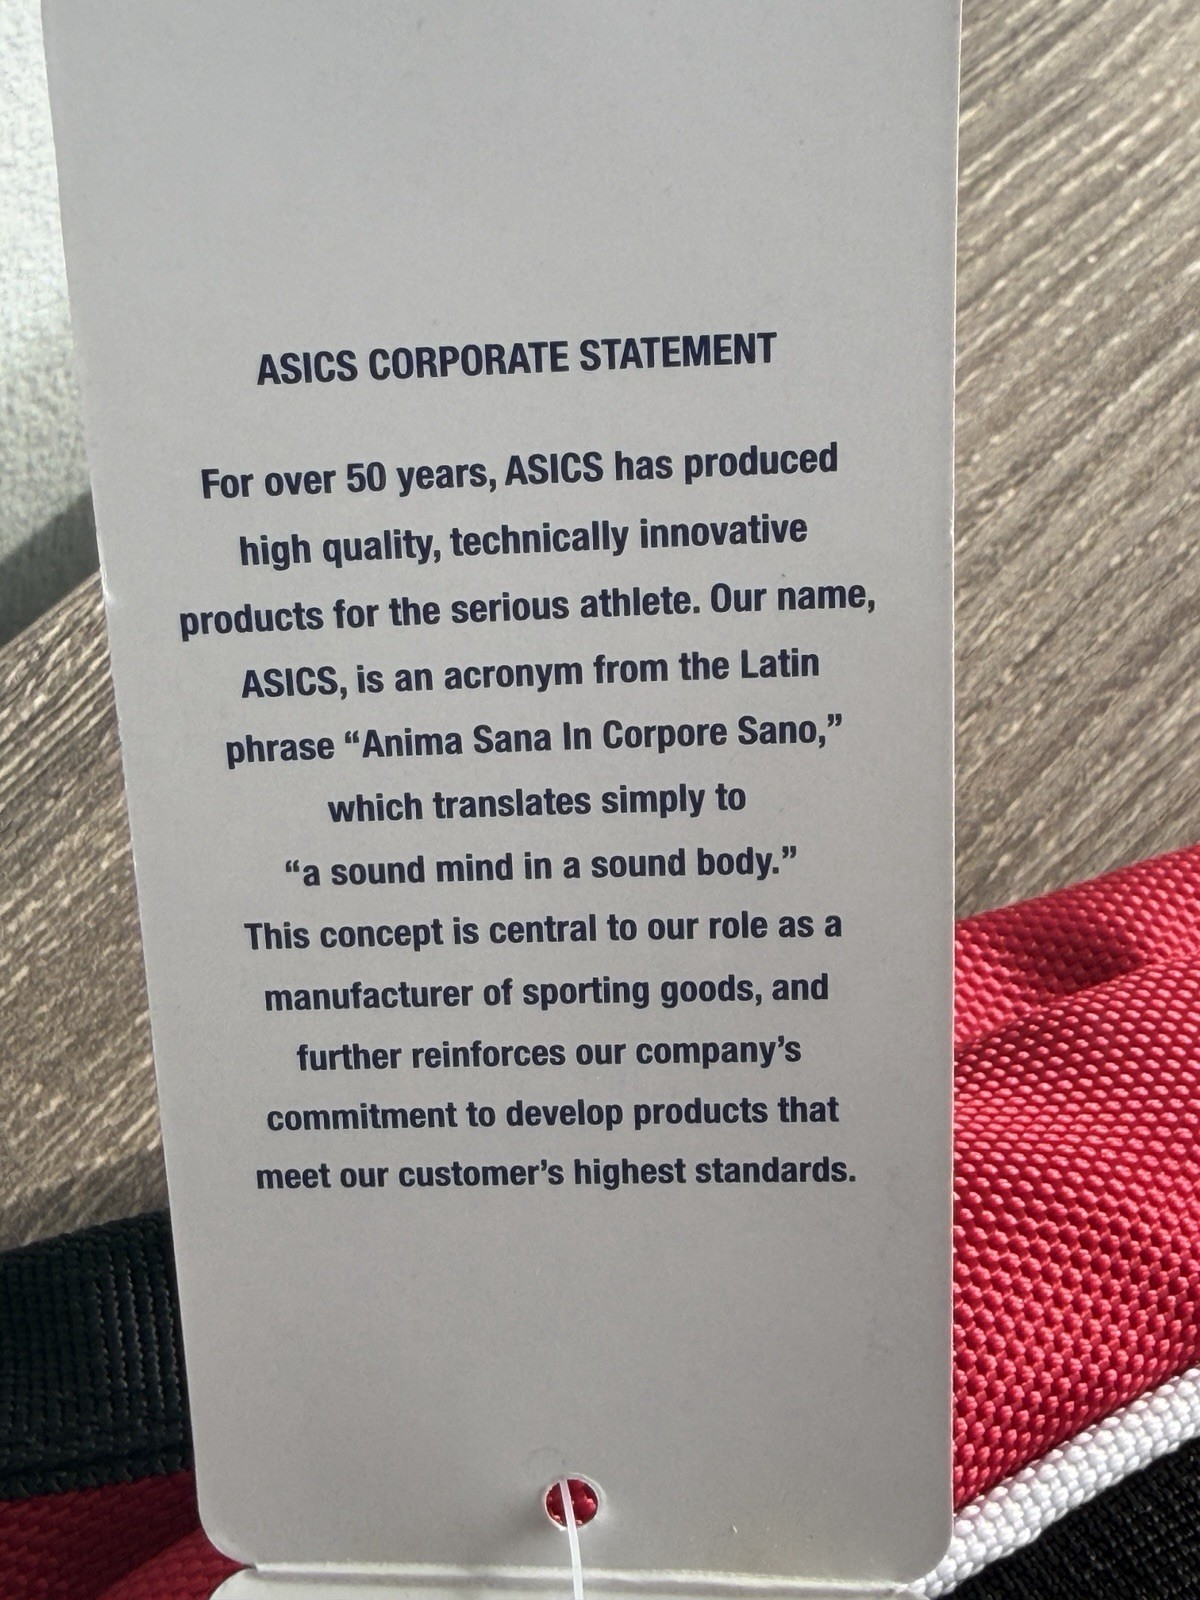 ASICS CORPORATE STATEMENT
For over 50 years, ASICS has produced
high quality, technically innovative
products for the serious athlete. Our name,
ASICS, is an acronym from the Latin
phrase “Anima Sana In Corpore Sano,”
which translates simply to
“a sound mind in a sound body.”
This concept is central to our role as a
manufacturer of sporting goods, and
further reinforces our company’s
commitment to develop products that
meet our customer’s highest standards.